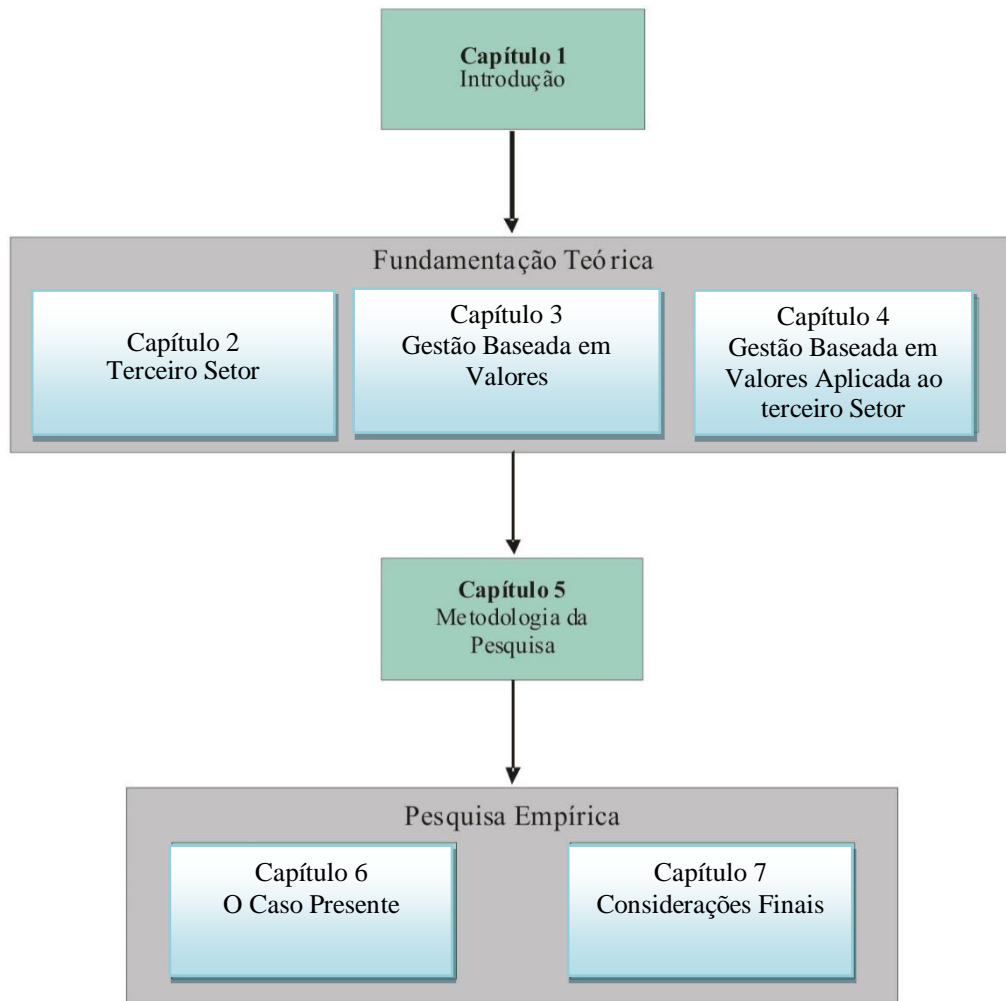 Capítulo 1
Introdução
Fundamentação Teórica
Capítulo 2
Terceiro Setor
Capítulo 3
Gestão Baseada em
Valores
Capítulo 4
Gestão Baseada em
Valores Aplicada ao
terceiro Setor
Capítulo 5
Metodologia da
Pesquisa
Pesquisa Empírica
Capítulo 6
O Caso Presente
Capítulo 7
Considerações Finais